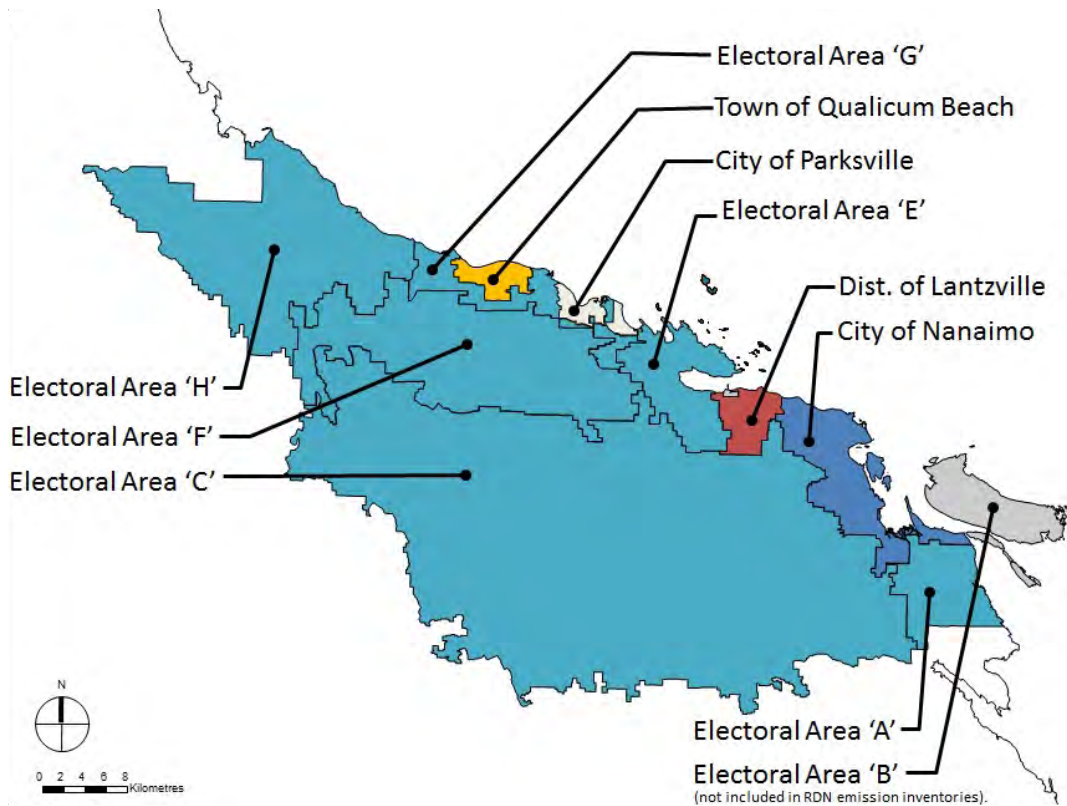 Electoral Area ‘G’
Town of Qualicum Beach
City of Parksville
Electoral Area ‘E’
Dist. of Lantzville
City of Nanaimo
Electoral Area ‘H’
Electoral Area ‘F’
Electoral Area ‘C’
Electoral Area ‘A’
Electoral Area ‘B’
(not included in RDN emission inventories).
N
0 2 4 6 8
Kilometres